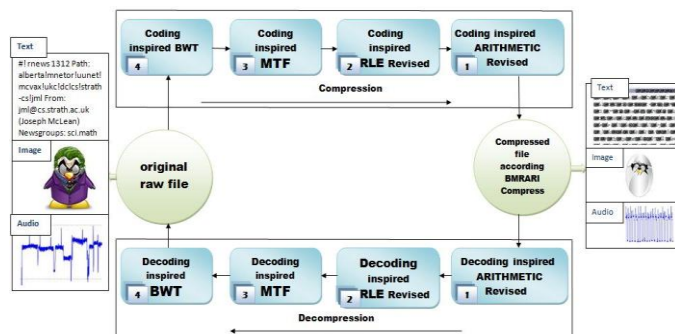 Text
#! rnews 1312 Path:
alberta!mnetor!uunet!
mcvax!ukc!dcl!cs!strath
-cs!jml From:
jml@cs.strath.ac.uk
(Joseph McLean)
Newsgroups: sci.math
Image
Audio
Coding
inspired BWT
4
Coding
inspired
MTF
3
Coding
inspired
RLE Revised
2
Coding inspired
ARITHMETIC
Revised
1
Compression
original
raw file
Compressed
file
according
BMRARI
Compress
Text
Image
Audio
Decoding
inspired
BWT
4
Decoding
inspired
MTF
3
Decoding
inspired
RLE Revised
2
Decoding inspired
ARITHMETIC
Revised
1
Decompression